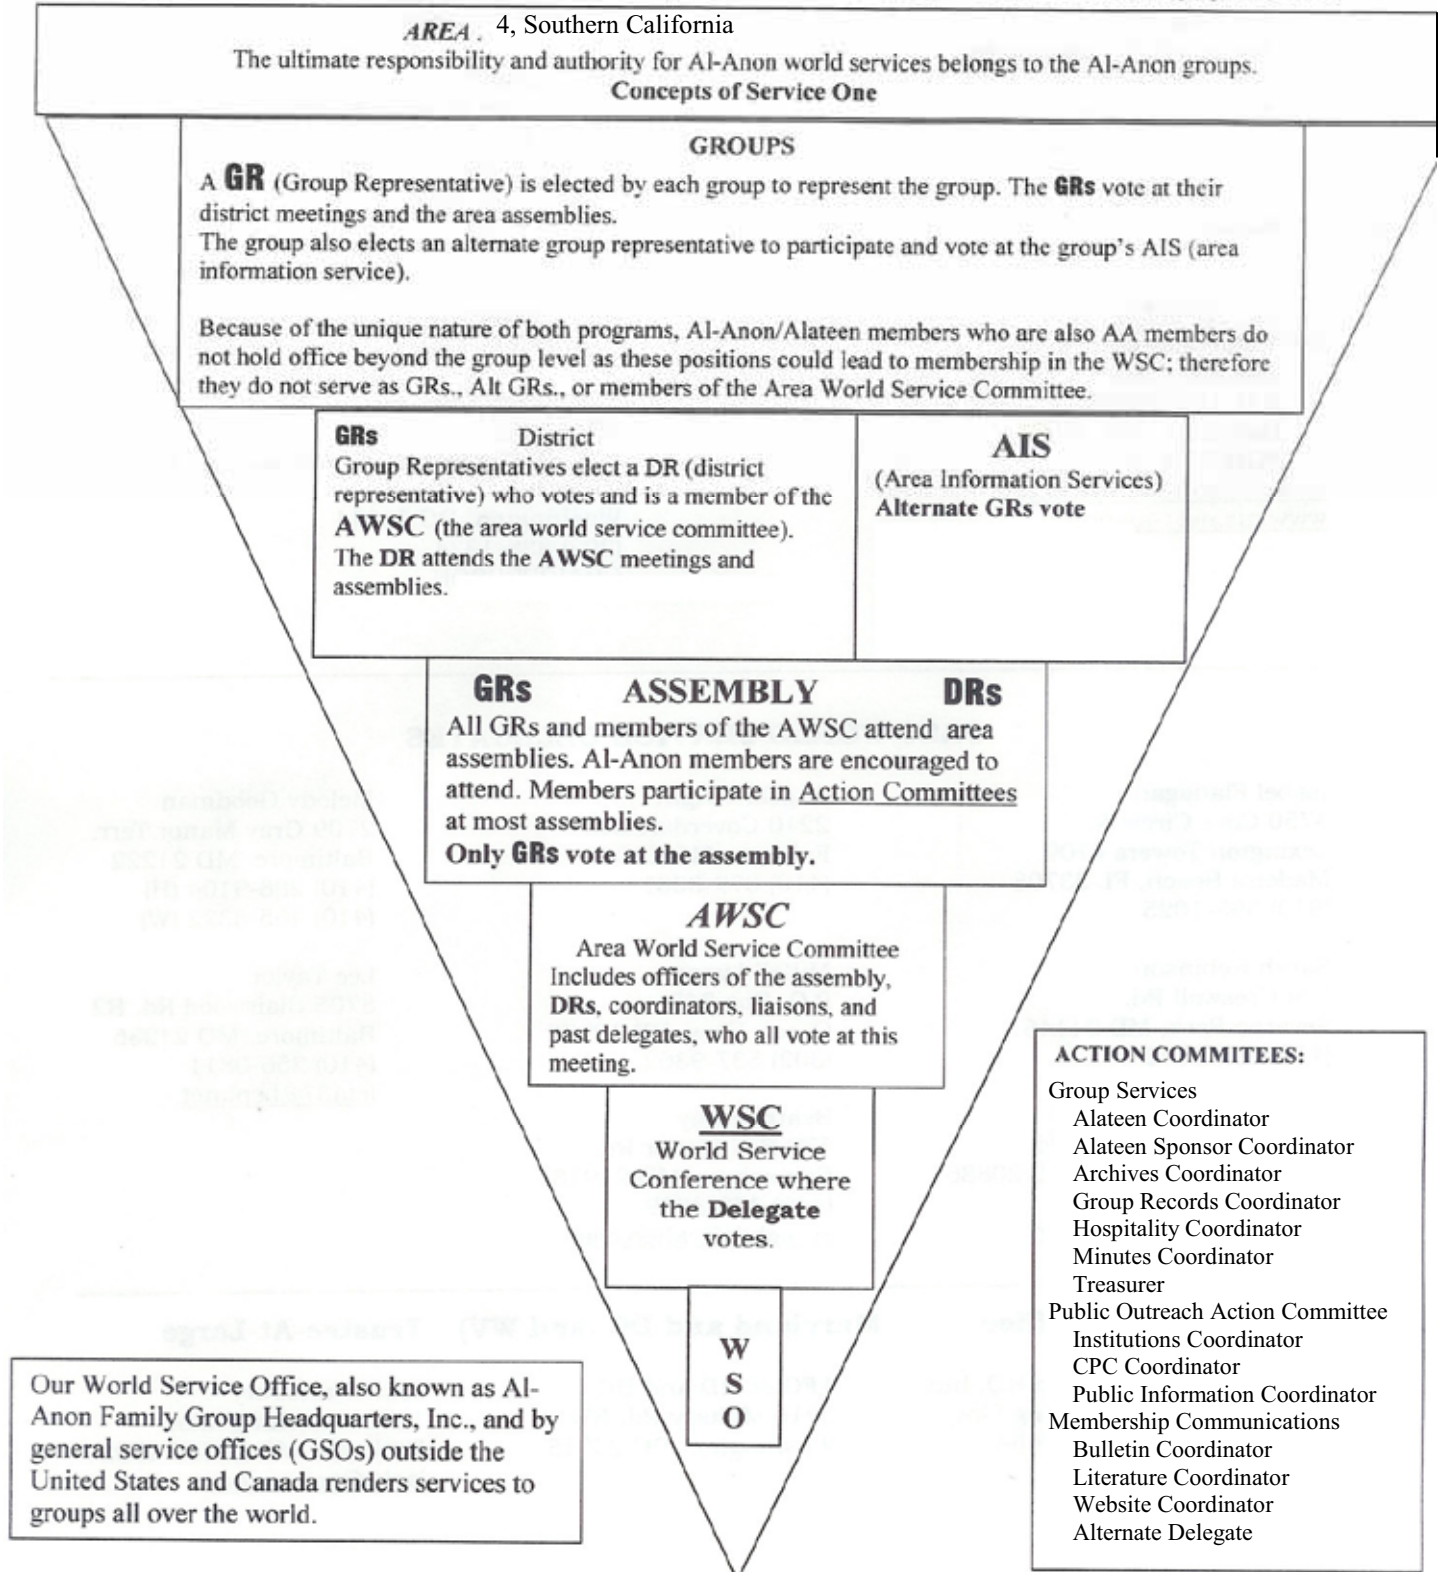 AREA . 4, Southern California
The ultimate responsibility and authority for Al-Anon world services belongs to the Al-Anon groups.
Concepts of Service One
GROUPS
A GR (Group Representative) is elected by each group to represent the group. The GRs vote at their
district meetings and the area assemblies.
The group also elects an alternate group representative to participate and vote at the group's AIS (area
information service).
Because of the unique nature of both programs, Al-Anon/Alateen members who are also AA members do
not hold office beyond the group level as these positions could lead to membership in the WSC; therefore
they do not serve as GRs., Alt GRs., or members of the Area World Service Committee.
GRs District
Group Representatives elect a DR (district
representative) who votes and is a member of the
AWSC (the area world service committee).
The DR attends the AWSC meetings and
assemblies.
AIS
(Area Information Services)
Alternate GRs vote
GRs ASSEMBLY DRs
All GRs and members of the AWSC attend area
assemblies. Al-Anon members are encouraged to
attend. Members participate in Action Committees
at most assemblies.
Only GRs vote at the assembly.
AWSC
Area World Service Committee
Includes officers of the assembly,
DRs, coordinators, liaisons, and
past delegates, who all vote at this
meeting.
WSC
World Service
Conference where
the Delegate
votes.
W
S
O
Our World Service Office, also known as Al-
Anon Family Group Headquarters, Inc., and by
general service offices (GSOs) outside the
United States and Canada renders services to
groups all over the world.
ACTION COMMITEES:
Group Services
Alateen Coordinator
Alateen Sponsor Coordinator
Archives Coordinator
Group Records Coordinator
Hospitality Coordinator
Minutes Coordinator
Treasurer
Public Outreach Action Committee
Institutions Coordinator
CPC Coordinator
Public Information Coordinator
Membership Communications
Bulletin Coordinator
Literature Coordinator
Website Coordinator
Alternate Delegate